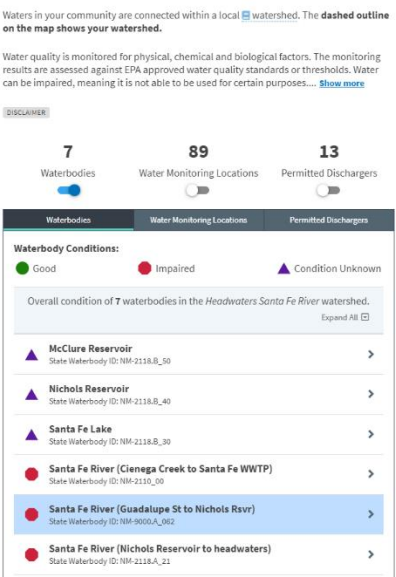 Waters in your community are connected within a local watershed. The dashed outline
on the map shows your watershed.
Water quality is monitored for physical, chemical and biological factors. The monitoring
results are assessed against EPA approved water quality standards or thresholds. Water
can be impaired, meaning it is not able to be used for certain purposes.... Show more
DISCLAIMER
7 89 13
Waterbodies Water Monitoring Locations Permitted Dischargers
Waterbodies Water Monitoring Locations Permitted Dischargers
Waterbody Conditions:
Good Impaired Condition Unknown
Overall condition of 7 waterbodies in the Headwaters Santa Fe River watershed.
Expand All
McClure Reservoir
State Waterbody ID: NM-2118.B_50
Nichols Reservoir
State Waterbody ID: NM-2118.B_40
Santa Fe Lake
State Waterbody ID: NM-2118.B_30
Santa Fe River (Cienega Creek to Santa Fe WWTP)
State Waterbody ID: NM-2110_00
Santa Fe River (Guadalupe St to Nichols Rsvr)
State Waterbody ID: NM-9000.A_062
Santa Fe River (Nichols Reservoir to headwaters)
State Waterbody ID: NM-2118.A_21